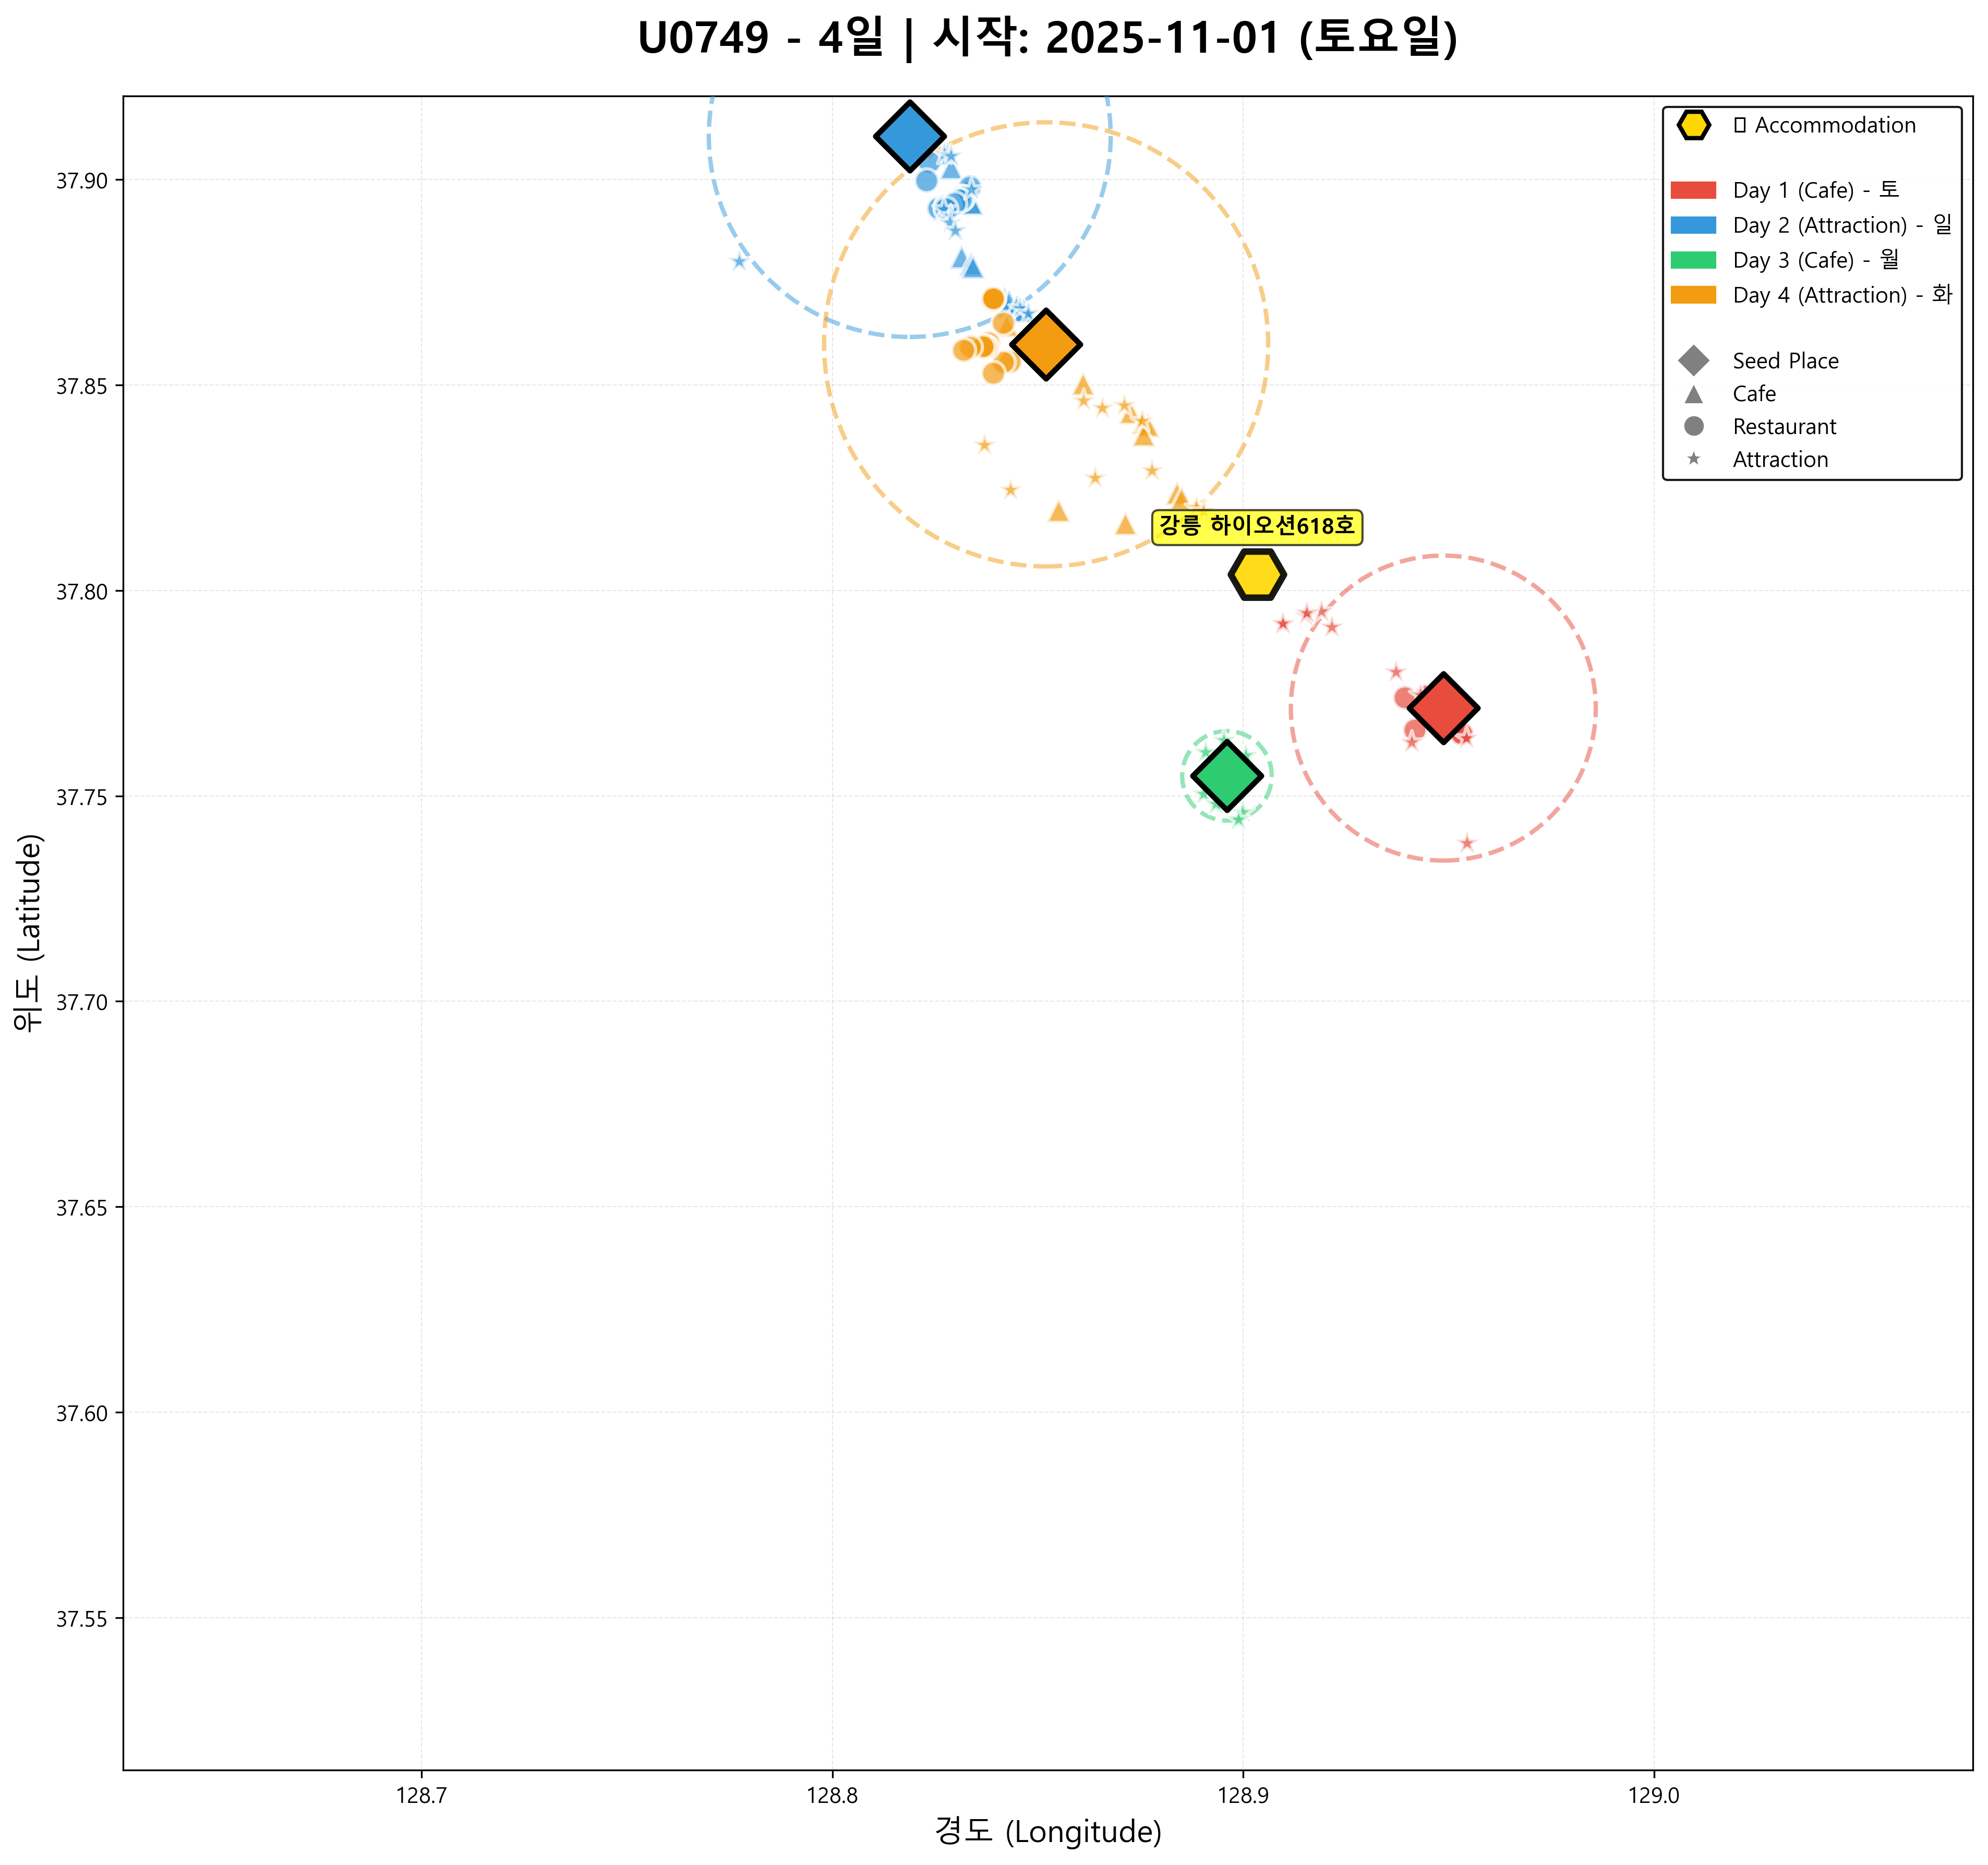 U0749 - 4일 | 시작: 2025-11-01 (토요일)
Accommodation
Day 1 (Cafe) - 토
Day 2 (Attraction) - 일
Day 3 (Cafe) - 월
Day 4 (Attraction) - 화
Seed Place
Cafe
Restaurant
Attraction
강릉 하이오션618호
37.90
37.85
37.80
37.75
37.70
37.65
37.60
37.55
위도 (Latitude)
128.7
128.8
128.9
129.0
경도 (Longitude)